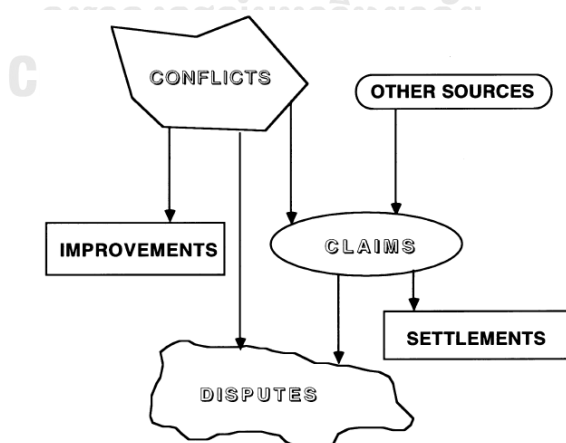 C
CONFLICTS
OTHER SOURCES
IMPROVEMENTS
CLAIMS
SETTLEMENTS
DISPUTES